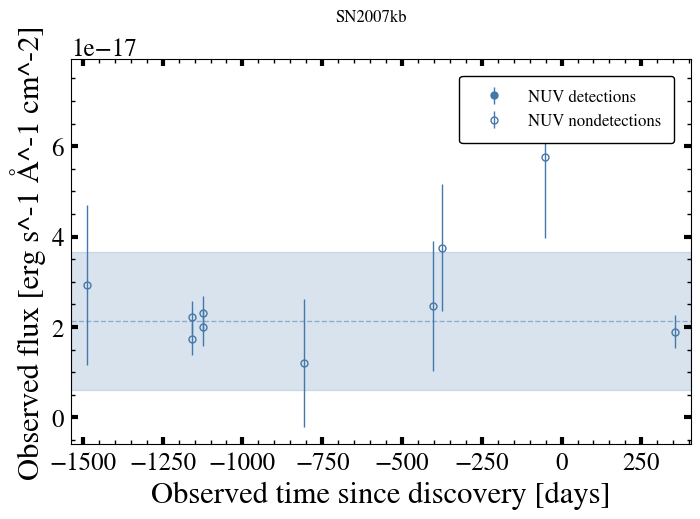 SN2007kb
1e−17
NUV detections
NUV nondetections
6
4
2
0
Observed flux [erg s^-1 Å^-1 cm^-2]
−1500 −1250 −1000 −750 −500 −250 0 250
Observed time since discovery [days]